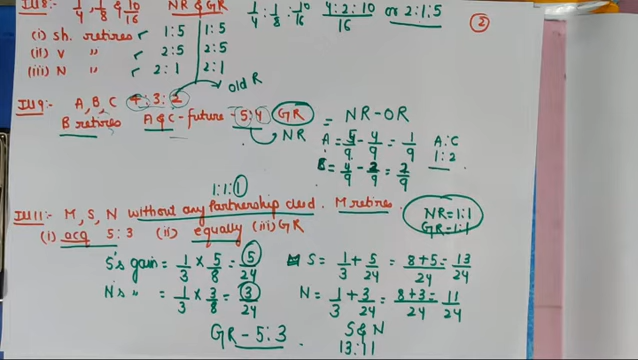 Ill 8:- 1/4, 1/8 & 10/16 NR & GR 1/4 : 1/8 : 10/16 4:2:10/16 or 2:1:5
(i) sh. retires 1:5 1:5
(ii) V " 2:5 2:5
(iii) N " 2:1 2:1
old R
Ill 9:- A, B, C 4:3:2
B retires A & C - future - 5:4 GR = NR-OR
NR
A = 5/9 - 4/9 = 1/9 A:C
C = 4/9 - 2/9 = 2/9 1:2
1:1:1
Ill 11:- M, S, N without any Partnership deed. M retires.
NR=1:1
GR=1:1
(i) acq 5:3 (ii) equally (iii) GR
S's gain = 1/3 × 5/8 = 5/24 S = 1/3 + 5/24 = 8+5/24 = 13/24
N's " = 1/3 × 3/8 = 3/24 N = 1/3 + 3/24 = 8+3/24 = 11/24
GR - 5:3. S & N
13:11
2